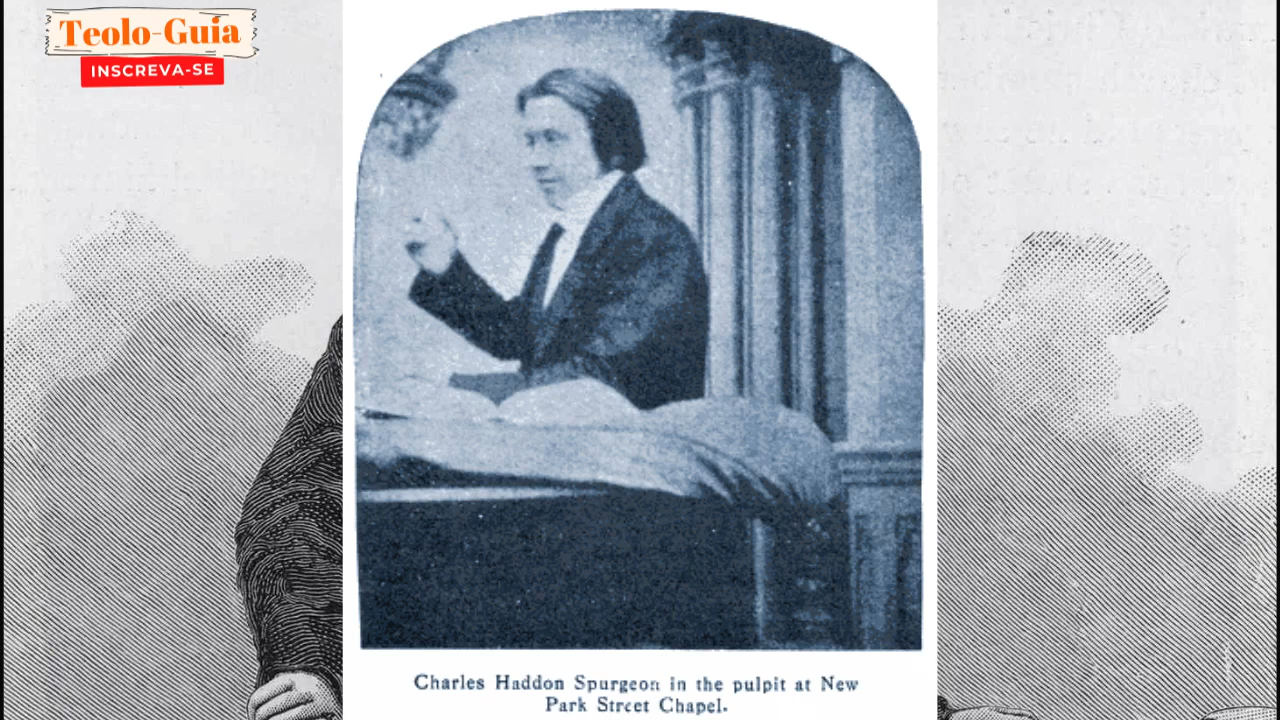 Teolo-Guia
INSCREVA-SE
Charles Haddon Spurgeon in the pulpit at New
Park Street Chapel.